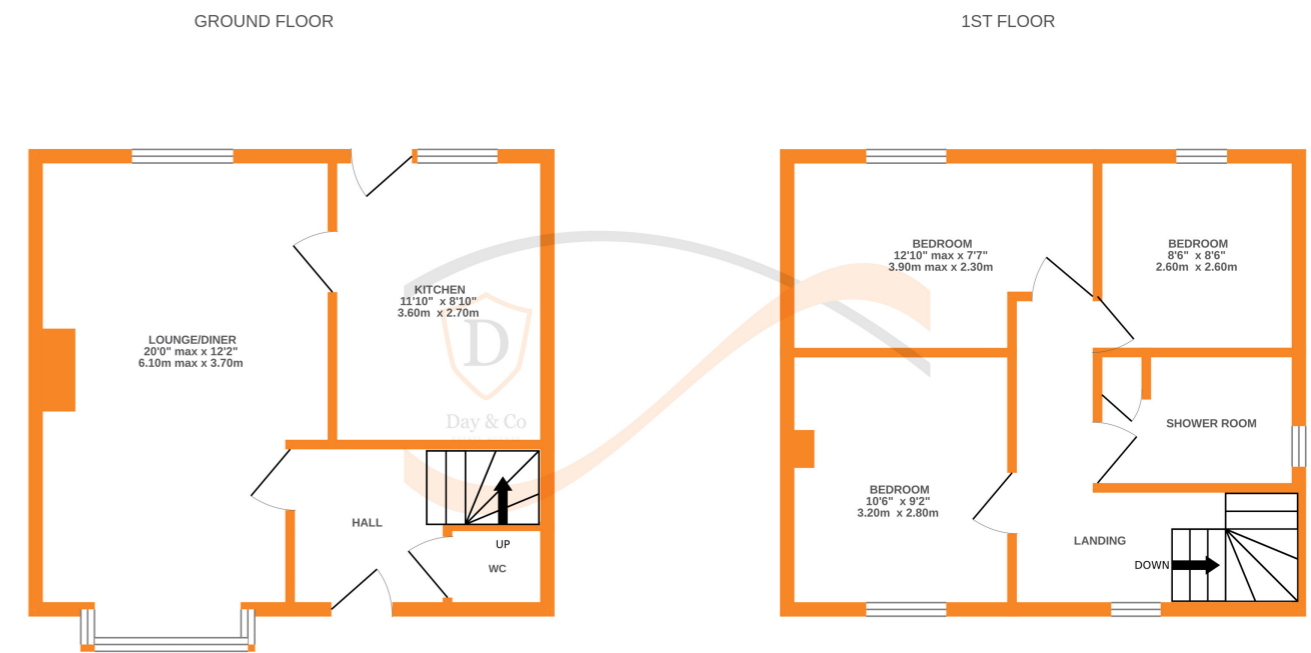 GROUND FLOOR
1ST FLOOR
LOUNGE/DINER
20'0" max x 12'2"
6.10m max x 3.70m
KITCHEN
11'10" x 8'10"
3.60m x 2.70m
D
Day & Co
HALL
UP
WC
BEDROOM
12'10" max x 7'7"
3.90m max x 2.30m
BEDROOM
8'6" x 8'6"
2.60m x 2.60m
SHOWER ROOM
BEDROOM
10'6" x 9'2"
3.20m x 2.80m
LANDING
DOWN